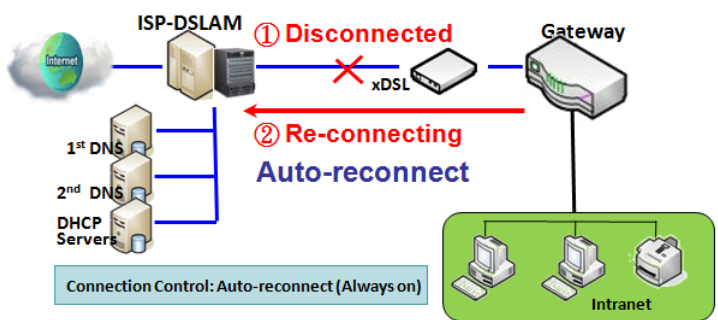 ISP-DSLAM
① Disconnected
Gateway
Internet
xDSL
② Re-connecting
1st DNS
Auto-reconnect
2nd DNS
DHCP
Servers
Connection Control: Auto-reconnect (Always on)
Intranet